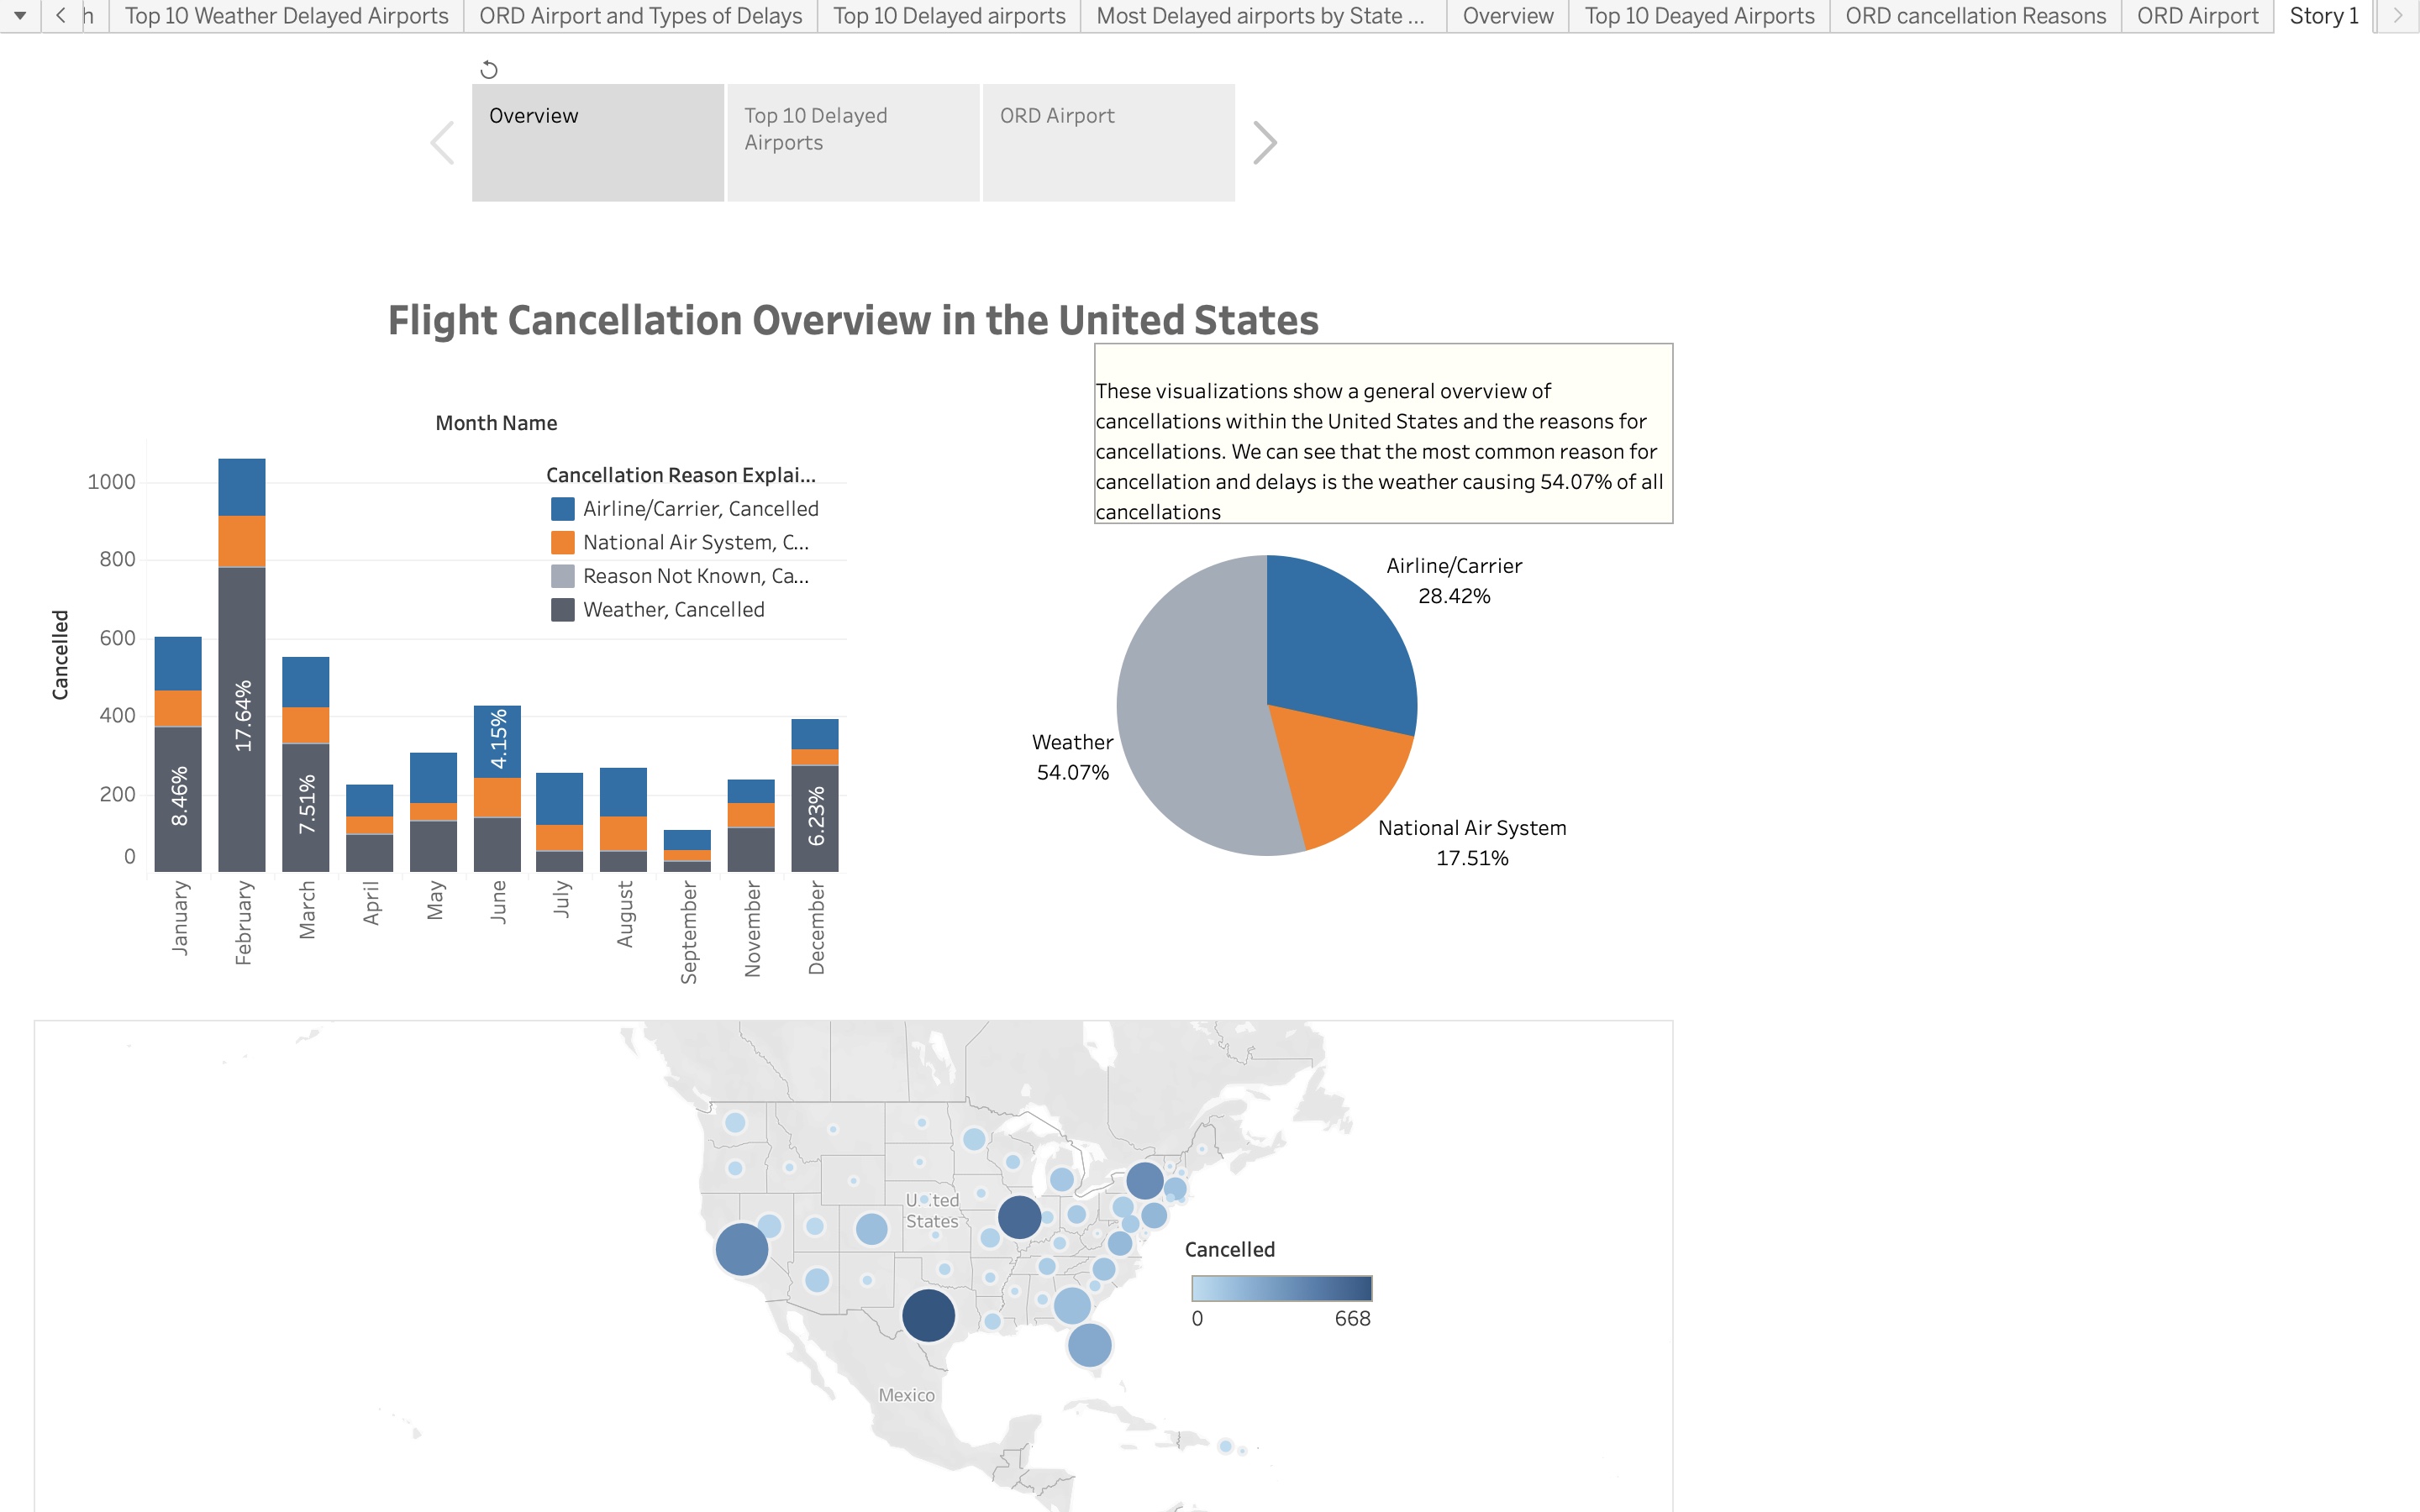 h
Top 10 Weather Delayed Airports
ORD Airport and Types of Delays
Top 10 Delayed airports
Most Delayed airports by State ...
Overview
Top 10 Deayed Airports
ORD cancellation Reasons
ORD Airport
Story 1
Overview
Top 10 Delayed
Airports
ORD Airport
Flight Cancellation Overview in the United States
These visualizations show a general overview of
cancellations within the United States and the reasons for
cancellations. We can see that the most common reason for
cancellation and delays is the weather causing 54.07% of all
cancellations
Month Name
Cancellation Reason Explai...
Airline/Carrier, Cancelled
National Air System, C...
Reason Not Known, Ca...
Weather, Cancelled
Cancelled
1000
800
600
400
200
0
8.46%
17.64%
7.51%
4.15%
6.23%
January
February
March
April
May
June
July
August
September
November
December
Airline/Carrier
28.42%
Weather
54.07%
National Air System
17.51%
United
States
Mexico
Cancelled
0
668